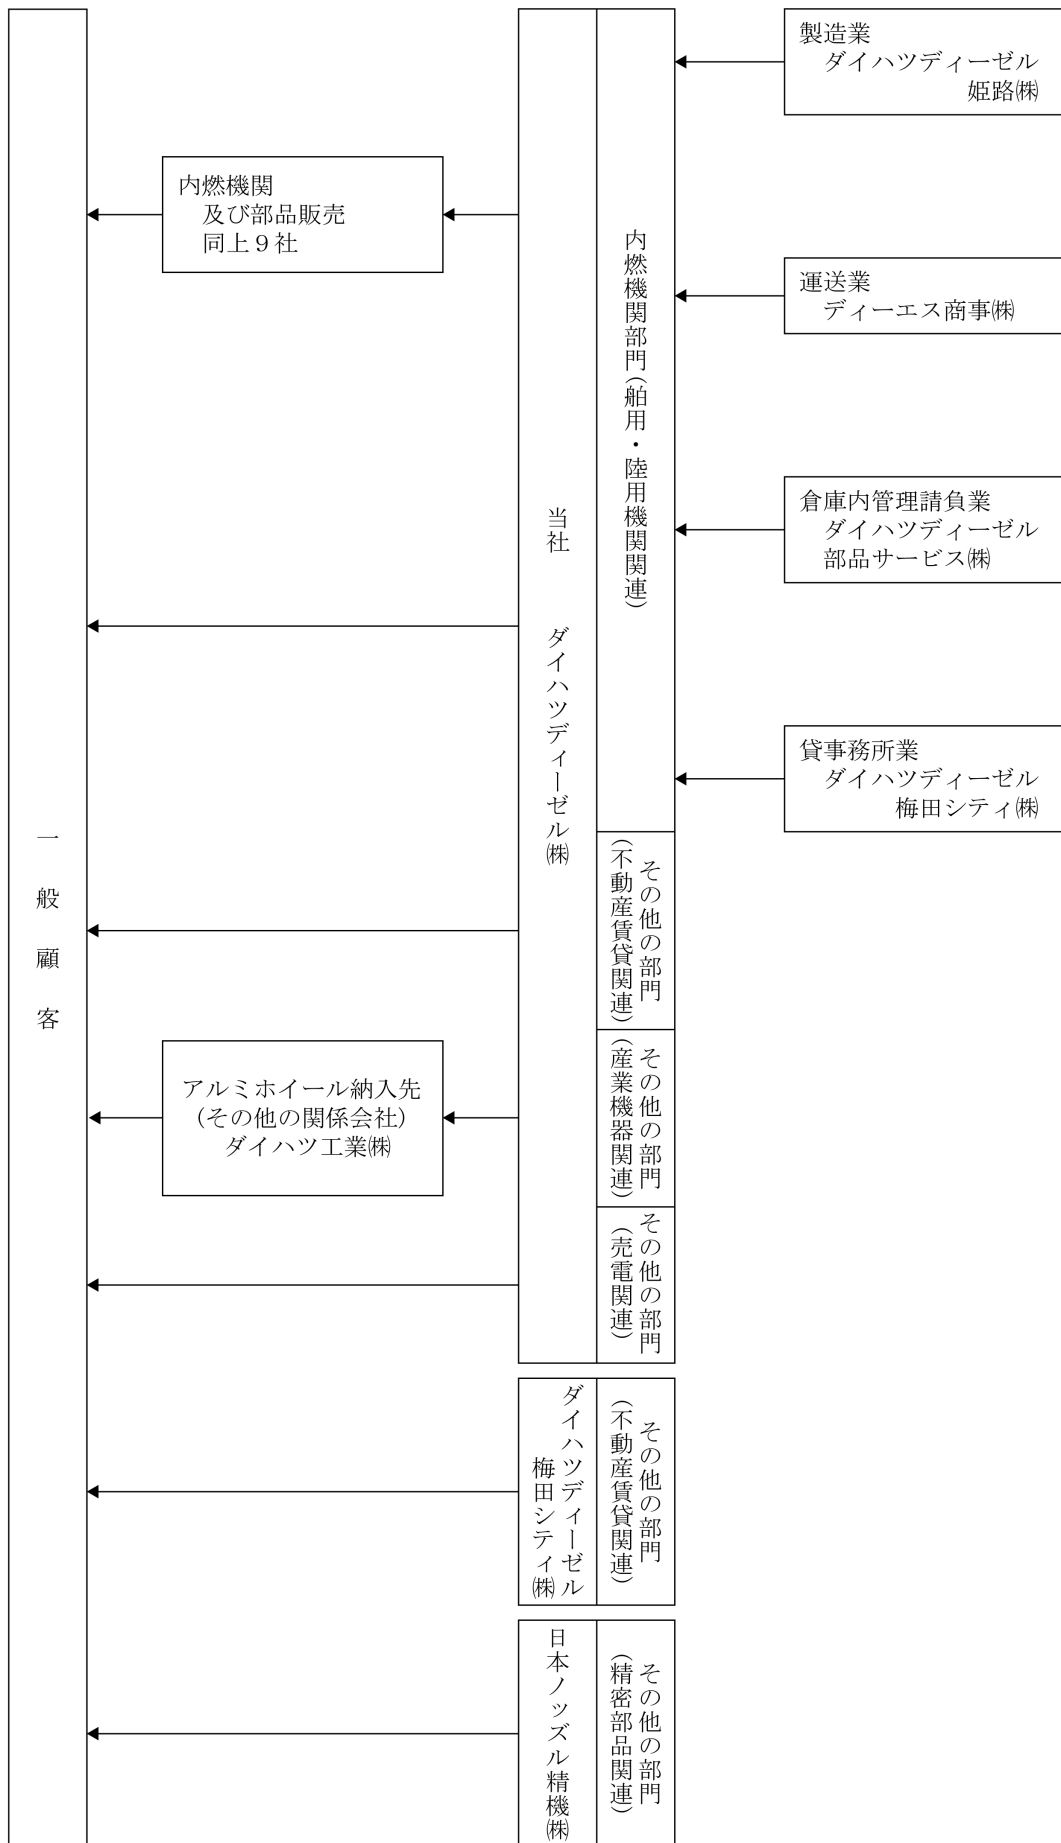 一般顧客
内燃機関
及び部品販売
同上９社
アルミホイール納入先
(その他の関係会社)
ダイハツ工業㈱
当社　ダイハツディーゼル㈱
内燃機関部門(舶用・陸用機関関連)
その他の部門
(不動産賃貸関連)
その他の部門
(産業機器関連)
その他の部門
(売電関連)
ダイハツディーゼル
梅田シティ㈱
その他の部門
(不動産賃貸関連)
日本ノッズル精機㈱
その他の部門
(精密部品関連)
製造業
ダイハツディーゼル
姫路㈱
運送業
ディーエス商事㈱
倉庫内管理請負業
ダイハツディーゼル
部品サービス㈱
貸事務所業
ダイハツディーゼル
梅田シティ㈱